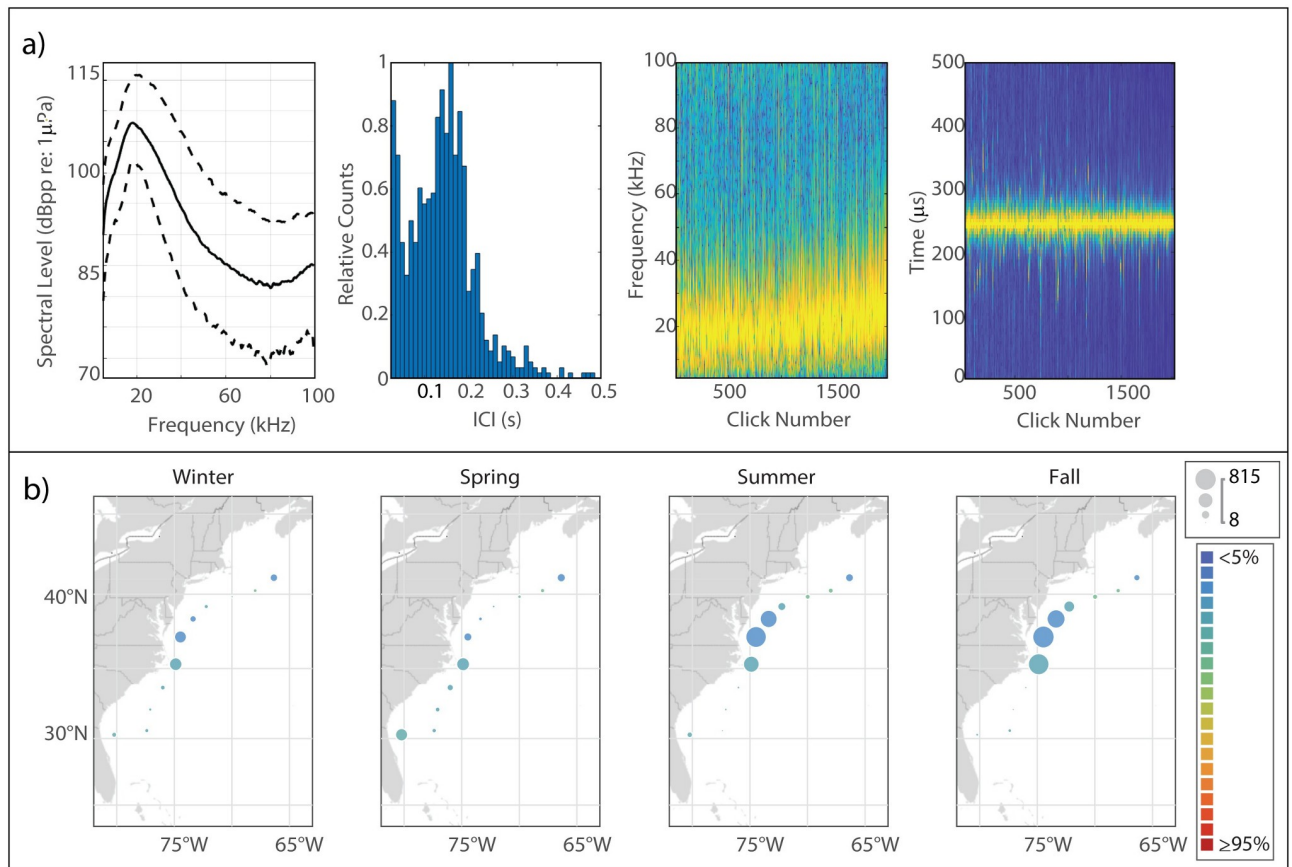 a)
Spectral Level (dBpp re: 1µPa)
115
100
85
70
20
60
100
Frequency (kHz)
Relative Counts
1
0.8
0.6
0.4
0.2
0
0.1
0.2
0.3
0.4
0.5
ICI (s)
Frequency (kHz)
100
80
60
40
20
500
1500
Click Number
Time (µs)
500
400
300
200
100
0
500
1500
Click Number
b)
Winter
Spring
Summer
Fall
815
8
<5%
≥95%
40°N
30°N
75°W
65°W
75°W
65°W
75°W
65°W
75°W
65°W